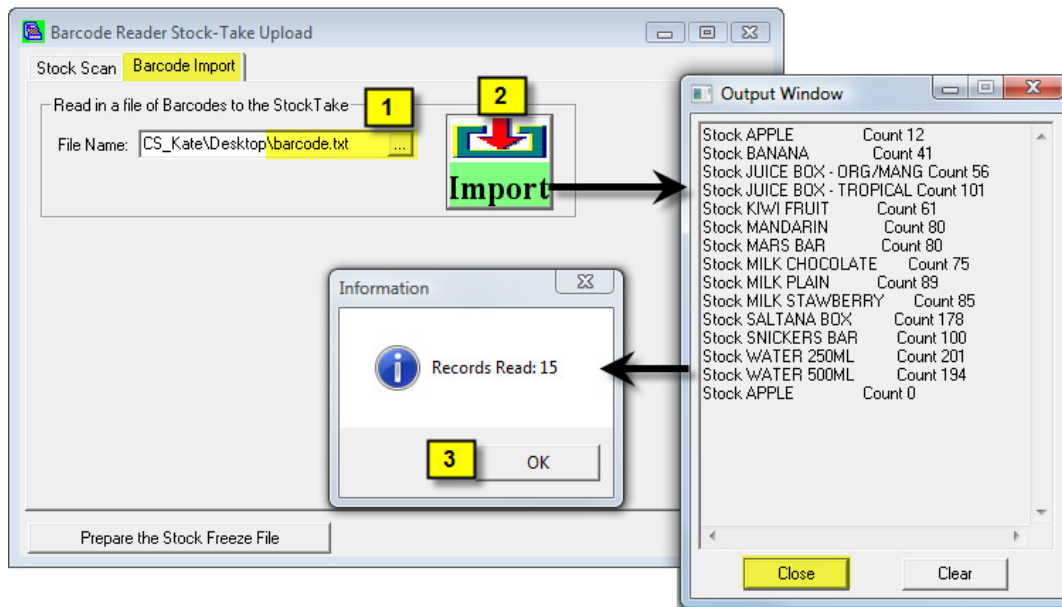 Barcode Reader Stock-Take Upload
Stock Scan Barcode Import
Read in a file of Barcodes to the StockTake
1
2
File Name: CS_Kate\Desktop\barcode.txt ...
Import
Output Window
Stock APPLE Count 12
Stock BANANA Count 41
Stock JUICE BOX - ORG/MANG Count 56
Stock JUICE BOX - TROPICAL Count 101
Stock KIWI FRUIT Count 61
Stock MANDARIN Count 80
Stock MARS BAR Count 80
Stock MILK CHOCOLATE Count 75
Stock MILK PLAIN Count 89
Stock MILK STAWBERRY Count 85
Stock SALTANA BOX Count 178
Stock SNICKERS BAR Count 100
Stock WATER 250ML Count 201
Stock WATER 500ML Count 194
Stock APPLE Count 0
Close Clear
Information
Records Read: 15
3
OK
Prepare the Stock Freeze File